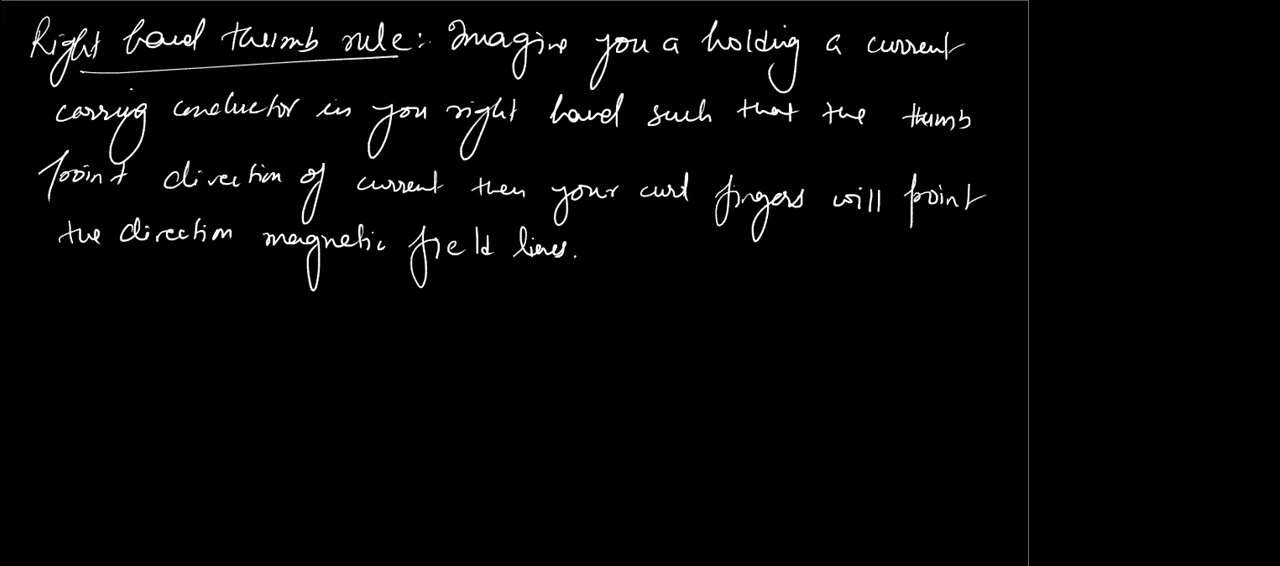 Right hand thumb rule:. Imagine you a holding a current
carring conductor in you right hand such that the thumb
point direction of current then your curl fingers will point
the direction magnetic field lines.